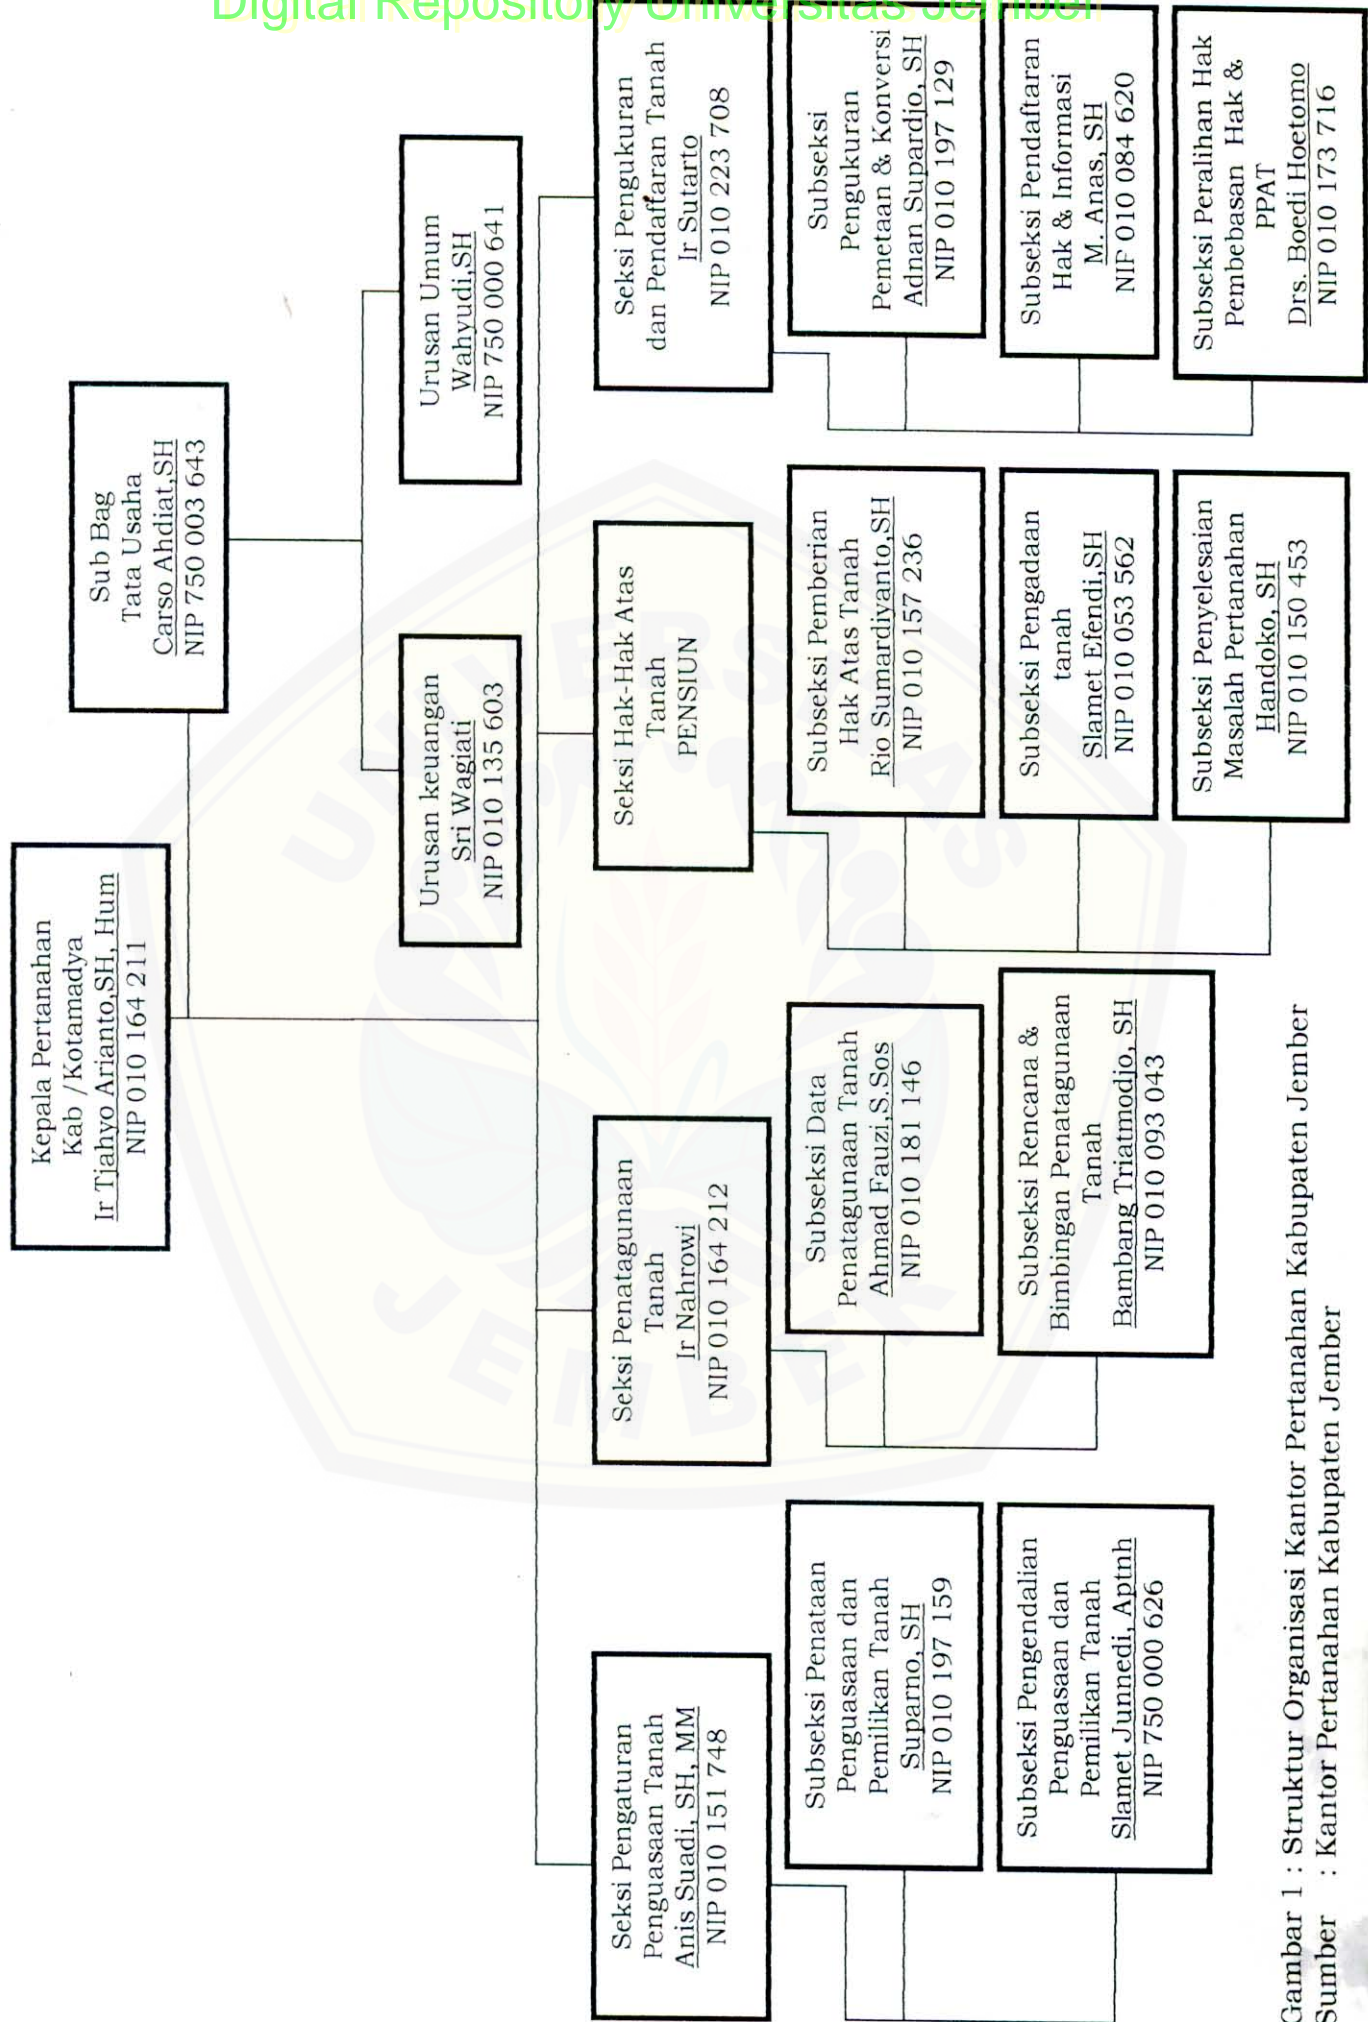 Digital Repository Universitas Jember
Kepala Pertanahan
Kab /Kotamadya
Ir Tjahyo Arianto,SH, Hum
NIP 010 164 211
Sub Bag
Tata Usaha
Carso Ahdiat,SH
NIP 750 003 643
Urusan keuangan
Sri Wagiati
NIP 010 135 603
Urusan Umum
Wahyudi,SH
NIP 750 000 641
Seksi Pengaturan
Penguasaan Tanah
Anis Suadi, SH, MM
NIP 010 151 748
Seksi Penatagunaan
Tanah
Ir Nahrowi
NIP 010 164 212
Seksi Hak-Hak Atas
Tanah
PENSIUN
Seksi Pengukuran
dan Pendaftaran Tanah
Ir Sutarto
NIP 010 223 708
Subseksi Penataan
Penguasaan dan
Pemilikan Tanah
Suparno, SH
NIP 010 197 159
Subseksi Data
Penatagunaan Tanah
Ahmad Fauzi,S.Sos
NIP 010 181 146
Subseksi Pemberian
Hak Atas Tanah
Rio Sumardiyanto,SH
NIP 010 157 236
Subseksi
Pengukuran
Pemetaan & Konversi
Adnan Supardjo, SH
NIP 010 197 129
Subseksi Pengendalian
Penguasaan dan
Pemilikan Tanah
Slamet Junnedi, Aptnh
NIP 750 000 626
Subseksi Rencana &
Bimbingan Penatagunaan
Tanah
Bambang Triatmodjo, SH
NIP 010 093 043
Subseksi Pengadaan
tanah
Slamet Efendi,SH
NIP 010 053 562
Subseksi Pendaftaran
Hak & Informasi
M. Anas, SH
NIP 010 084 620
Subseksi Penyelesaian
Masalah Pertanahan
Handoko, SH
NIP 010 150 453
Subseksi Peralihan Hak
Pembebasan Hak &
PPAT
Drs. Boedi Hoetomo
NIP 010 173 716
Gambar 1 : Struktur Organisasi Kantor Pertanahan Kabupaten Jember
Sumber : Kantor Pertanahan Kabupaten Jember
UNIVERSITAS
JEMBER